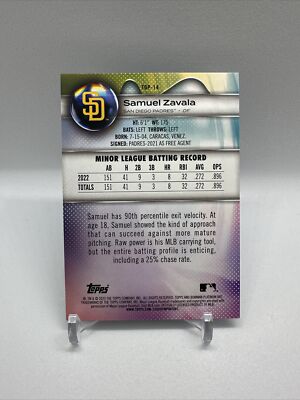 TOP-14
SD
Samuel Zavala
SAN DIEGO PADRES • OF
HT: 6'1" WT: 175
BATS: LEFT THROWS: LEFT
BORN: 7-15-04, CARACAS, VENEZ.
SIGNED: PADRES-2021 AS FREE AGENT
MINOR LEAGUE BATTING RECORD
AB H 2B 3B HR RBI AVG OPS
2022 151 41 9 3 8 32 .272 .896
TOTALS 151 41 9 3 8 32 .272 .896
Samuel has 90th percentile exit velocity. At
age 18, Samuel showed the kind of approach
that can succeed against more mature
pitching. Raw power is his MLB carrying tool,
but the entire batting profile is enticing,
including a 25% chase rate.
Topps